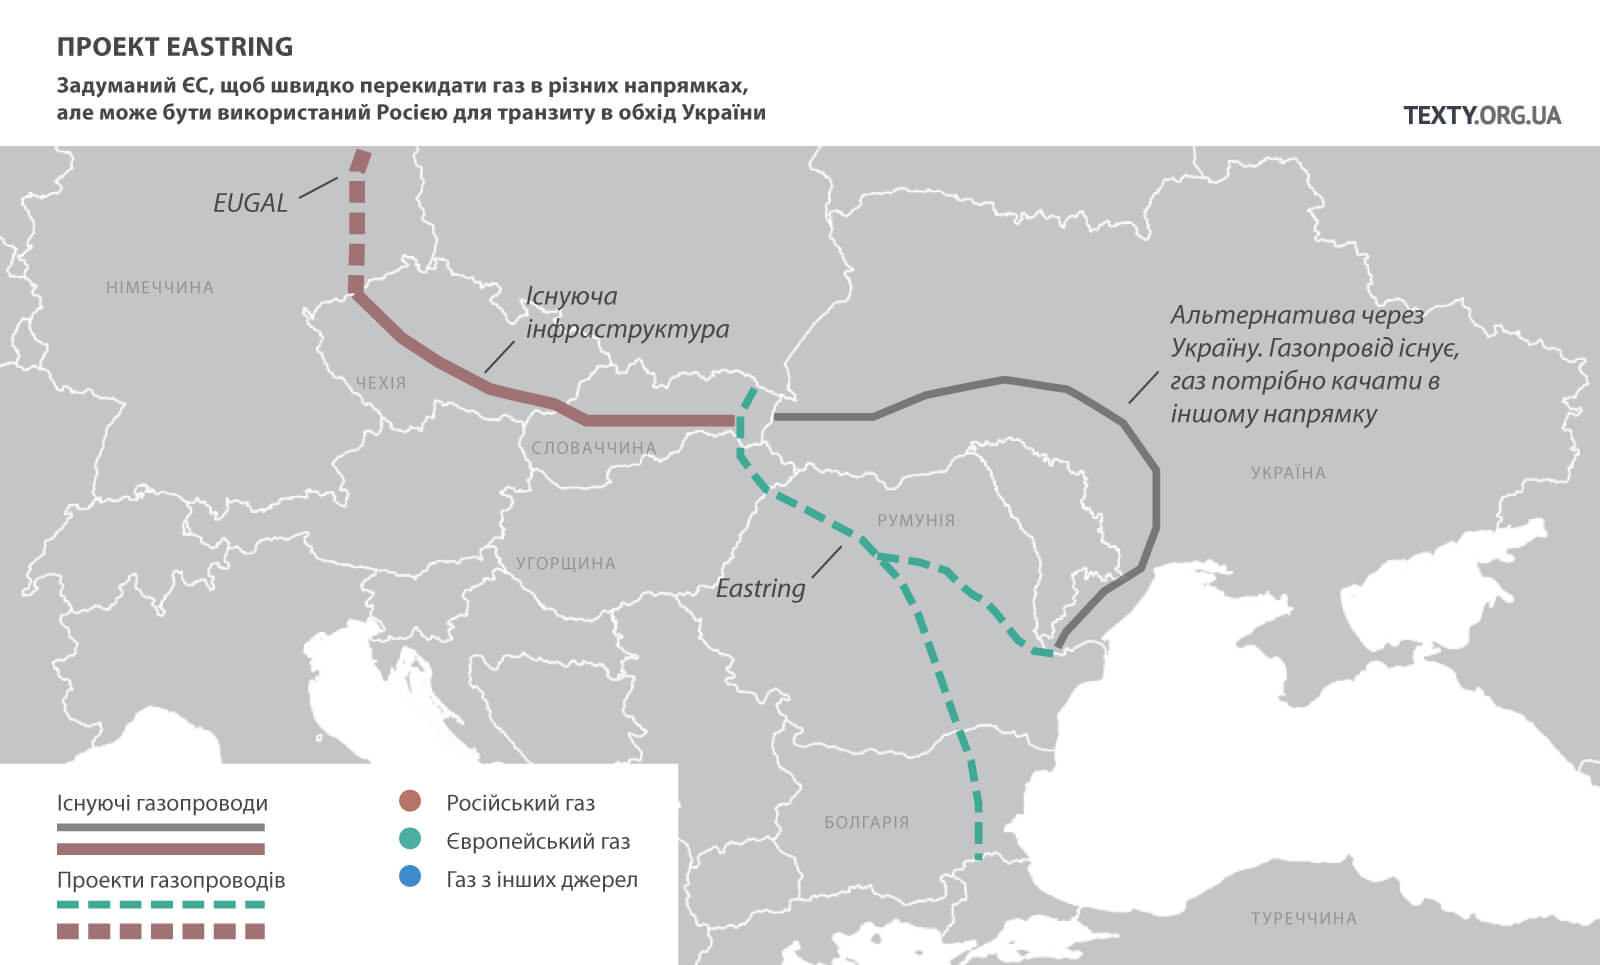 ПРОЕКТ EASTRING
Задуманий ЄС, щоб швидко перекидати газ в різних напрямках,
але може бути використаний Росією для транзиту в обхід України
TEXTY.ORG.UA
EUGAL
НІМЕЧЧИНА
Існуюча
інфраструктура
Альтернатива через
Україну. Газопровід існує,
газ потрібно качати в
іншому напрямку
ЧЕХІЯ
СЛОВАЧЧИНА
УКРАЇНА
РУМУНІЯ
УГОРЩИНА
Eastring
БОЛГАРІЯ
ТУРЕЧЧИНА
Існуючі газопроводи
Проекти газопроводів
Російський газ
Європейський газ
Газ з інших джерел